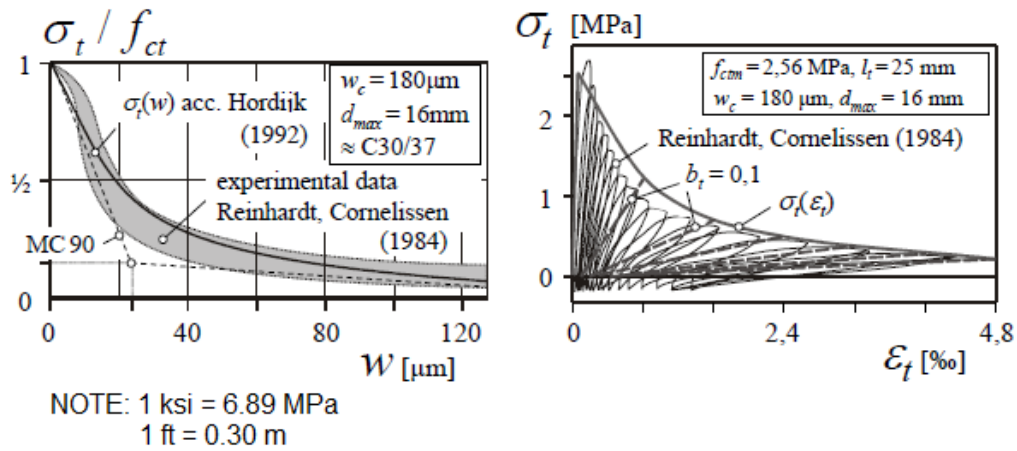 σt / fct
1
wc = 180μm
dmax = 16mm
≈ C30/37
σt(w) acc. Hordijk
(1992)
½
experimental data
Reinhardt, Cornelissen
(1984)
MC 90
0
0 40 80 120
w [μm]
σt [MPa]
fctm = 2,56 MPa, lt = 25 mm
wc = 180 μm, dmax = 16 mm
2
Reinhardt, Cornelissen (1984)
bt = 0,1
1
σt(εt)
0
0 2,4 4,8
εt [‰]
NOTE: 1 ksi = 6.89 MPa
1 ft = 0.30 m